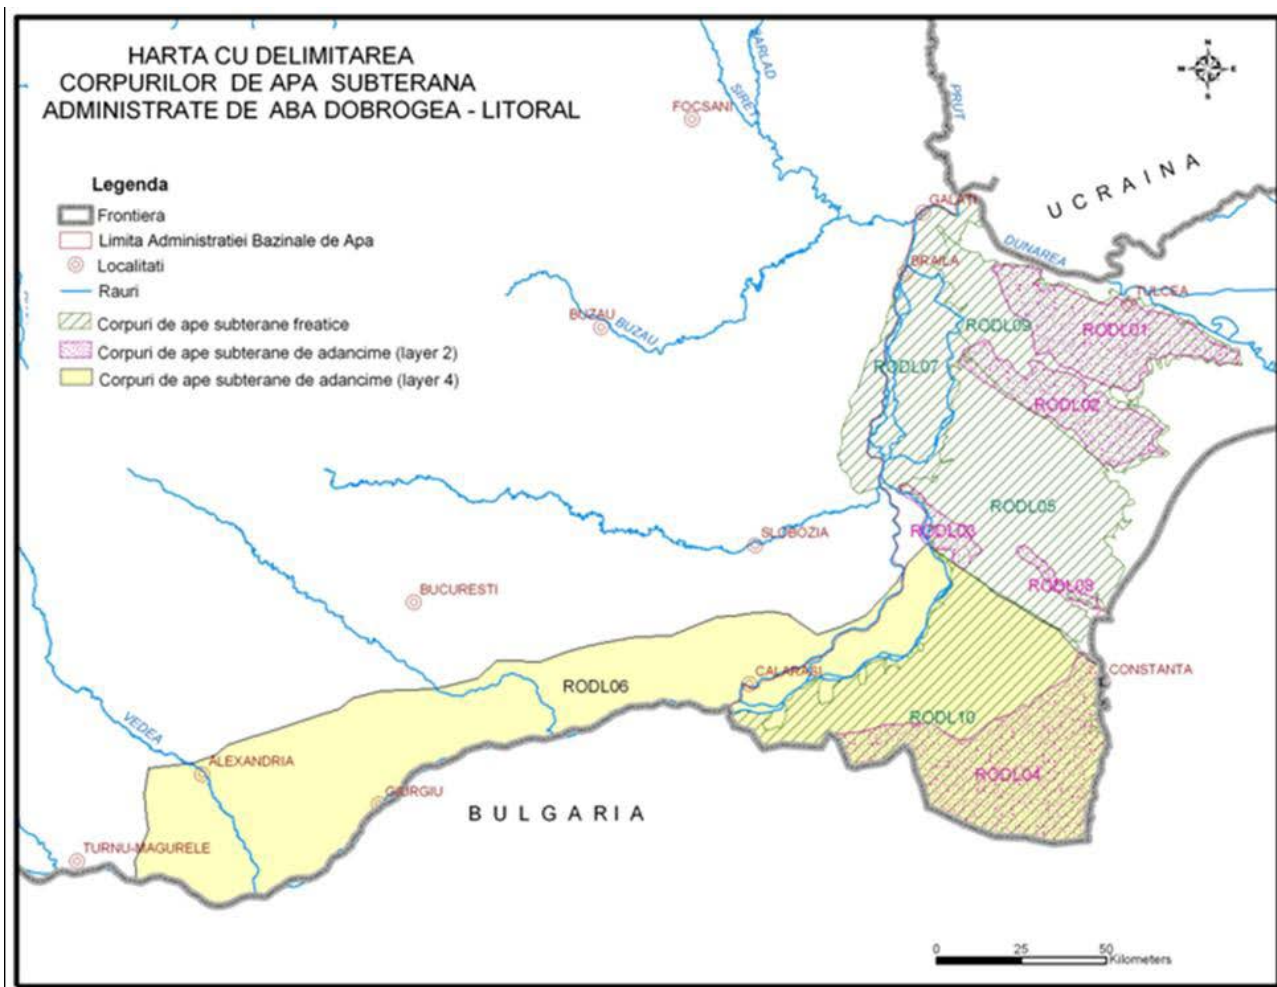 HARTA CU DELIMITAREA
CORPURILOR DE APA SUBTERANA
ADMINISTRATE DE ABA DOBROGEA - LITORAL
Legenda
Frontiera
Limita Administratiei Bazinale de Apa
Localitati
Rauri
Corpuri de ape subterane freatice
Corpuri de ape subterane de adancime (layer 2)
Corpuri de ape subterane de adancime (layer 4)
FOCSANI
SIRET
PRUT
N
W
E
S
UCRAINA
GALATI
DUNAREA
BRAILA
TULCEA
BUZAU
BUZAU
RODL09
RODL01
RODL07
RODL02
RODL05
SLOBOZIA
RODL03
BUCURESTI
RODL08
CALARASI
CONSTANTA
RODL06
RODL10
VEDEA
ALEXANDRIA
RODL04
GIURGIU
BULGARIA
TURNU-MAGURELE
0
25
50
Kilometers